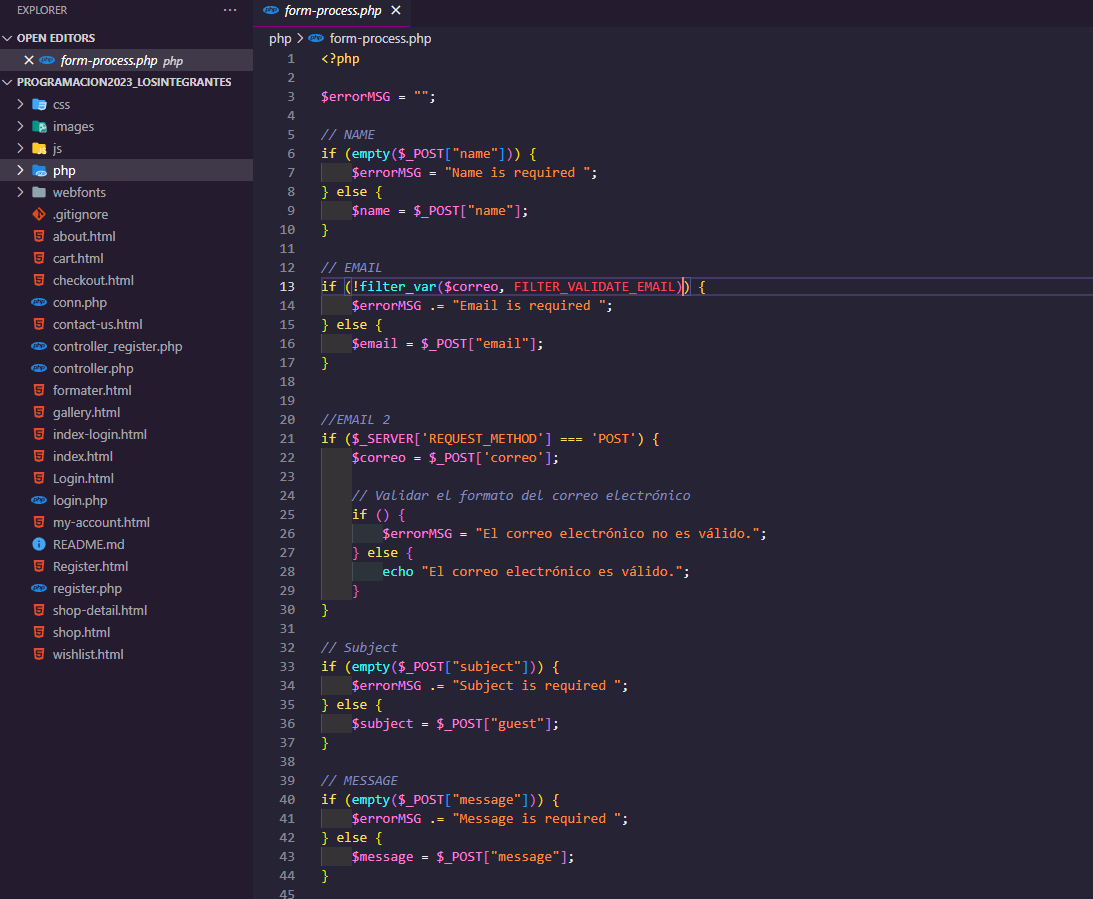 EXPLORER
OPEN EDITORS
form-process.php php
PROGRAMACION2023_LOSINTEGRANTES
css
images
js
php
webfonts
.gitignore
about.html
cart.html
checkout.html
conn.php
contact-us.html
controller_register.php
controller.php
formater.html
gallery.html
index-login.html
index.html
Login.html
login.php
my-account.html
README.md
Register.html
register.php
shop-detail.html
shop.html
wishlist.html
form-process.php
php > form-process.php
1 <?php
2
3 $errorMSG = "";
4
5 // NAME
6 if (empty($_POST["name"])) {
7     $errorMSG = "Name is required ";
8 } else {
9     $name = $_POST["name"];
10 }
11
12 // EMAIL
13 if (!filter_var($correo, FILTER_VALIDATE_EMAIL)) {
14     $errorMSG .= "Email is required ";
15 } else {
16     $email = $_POST["email"];
17 }
18
19
20 //EMAIL 2
21 if ($_SERVER['REQUEST_METHOD'] === 'POST') {
22     $correo = $_POST['correo'];
23
24     // Validar el formato del correo electrónico
25     if () {
26         $errorMSG = "El correo electrónico no es válido.";
27     } else {
28         echo "El correo electrónico es válido.";
29     }
30 }
31
32 // Subject
33 if (empty($_POST["subject"])) {
34     $errorMSG .= "Subject is required ";
35 } else {
36     $subject = $_POST["guest"];
37 }
38
39 // MESSAGE
40 if (empty($_POST["message"])) {
41     $errorMSG .= "Message is required ";
42 } else {
43     $message = $_POST["message"];
44 }
45